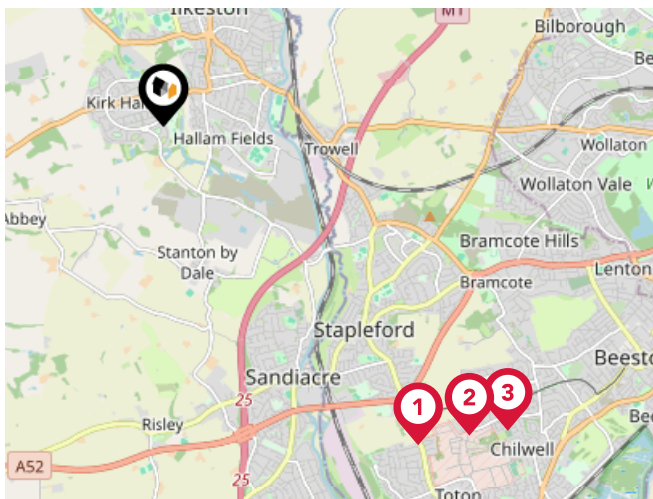 Ilkeston
M1
Bilborough
Kirk Ha
Hallam Fields
Trowell
Wollaton
Wollaton Vale
Abbey
Stanton by
Dale
Bramcote Hills
Lenton
Bramcote
Stapleford
Beest
Sandiacre
25
1
2
3
Risley
Chilwell
A52
25
Toton